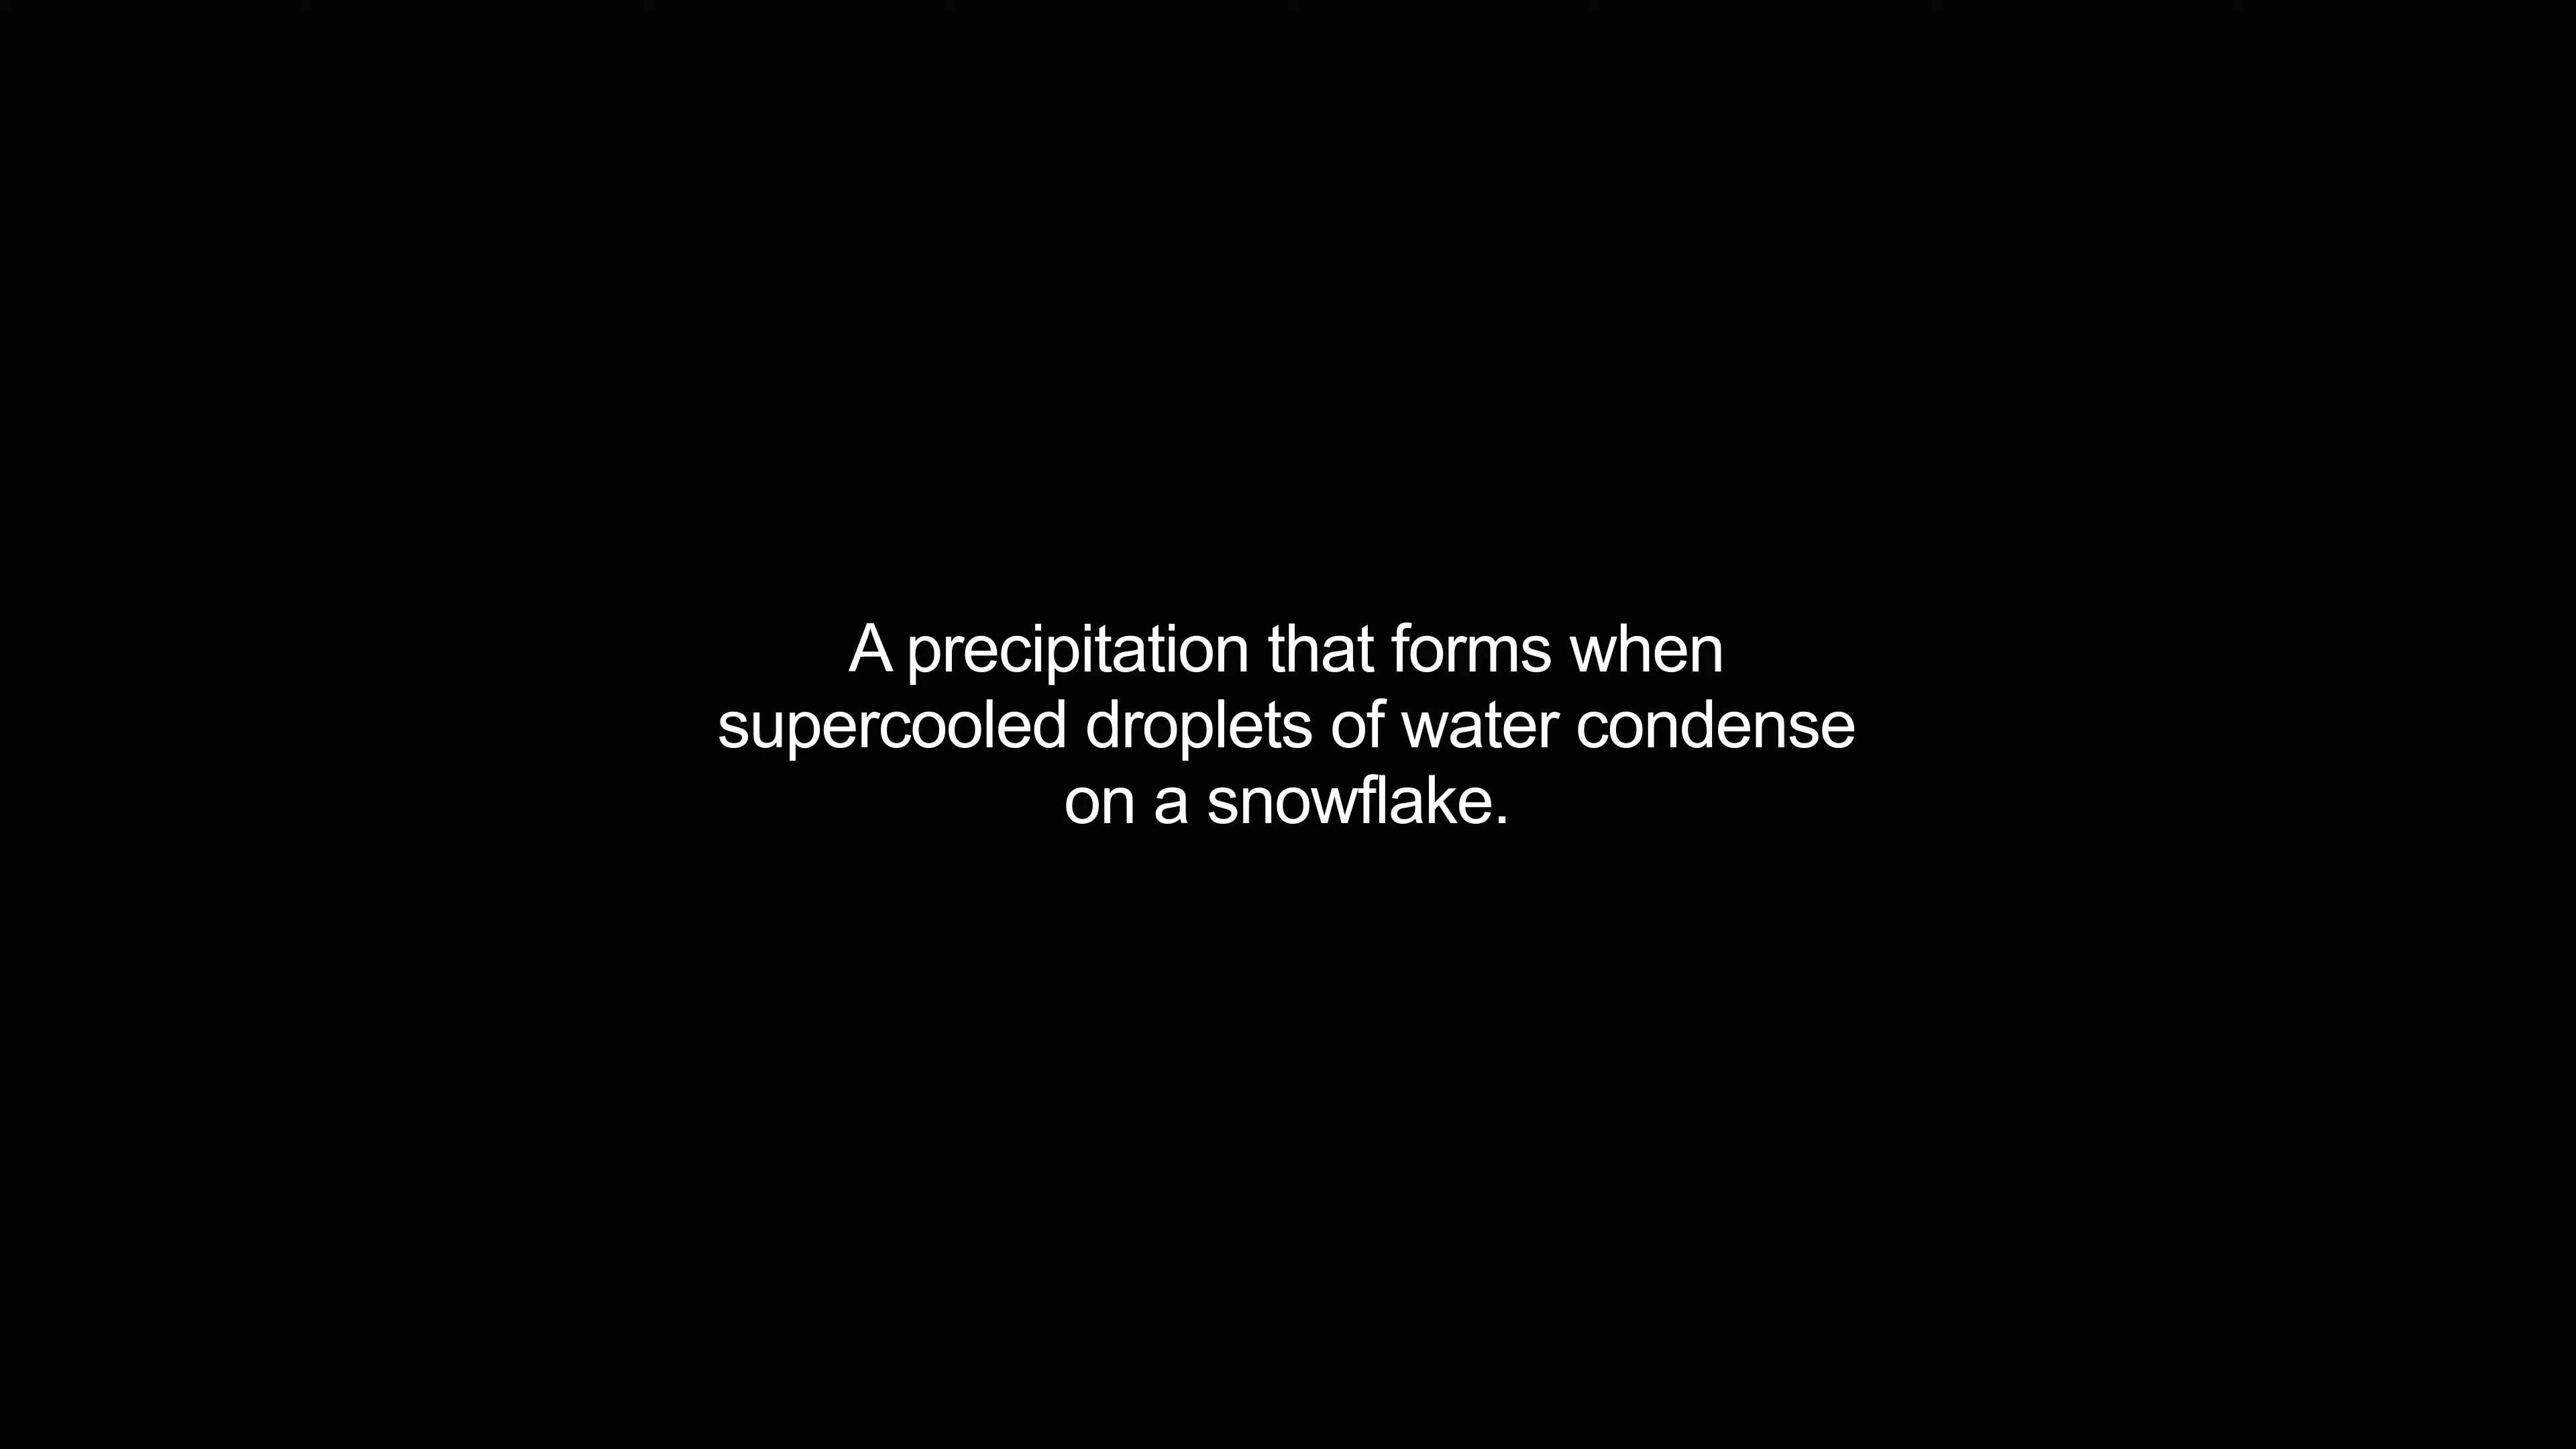 A precipitation that forms when
supercooled droplets of water condense
on a snowflake.